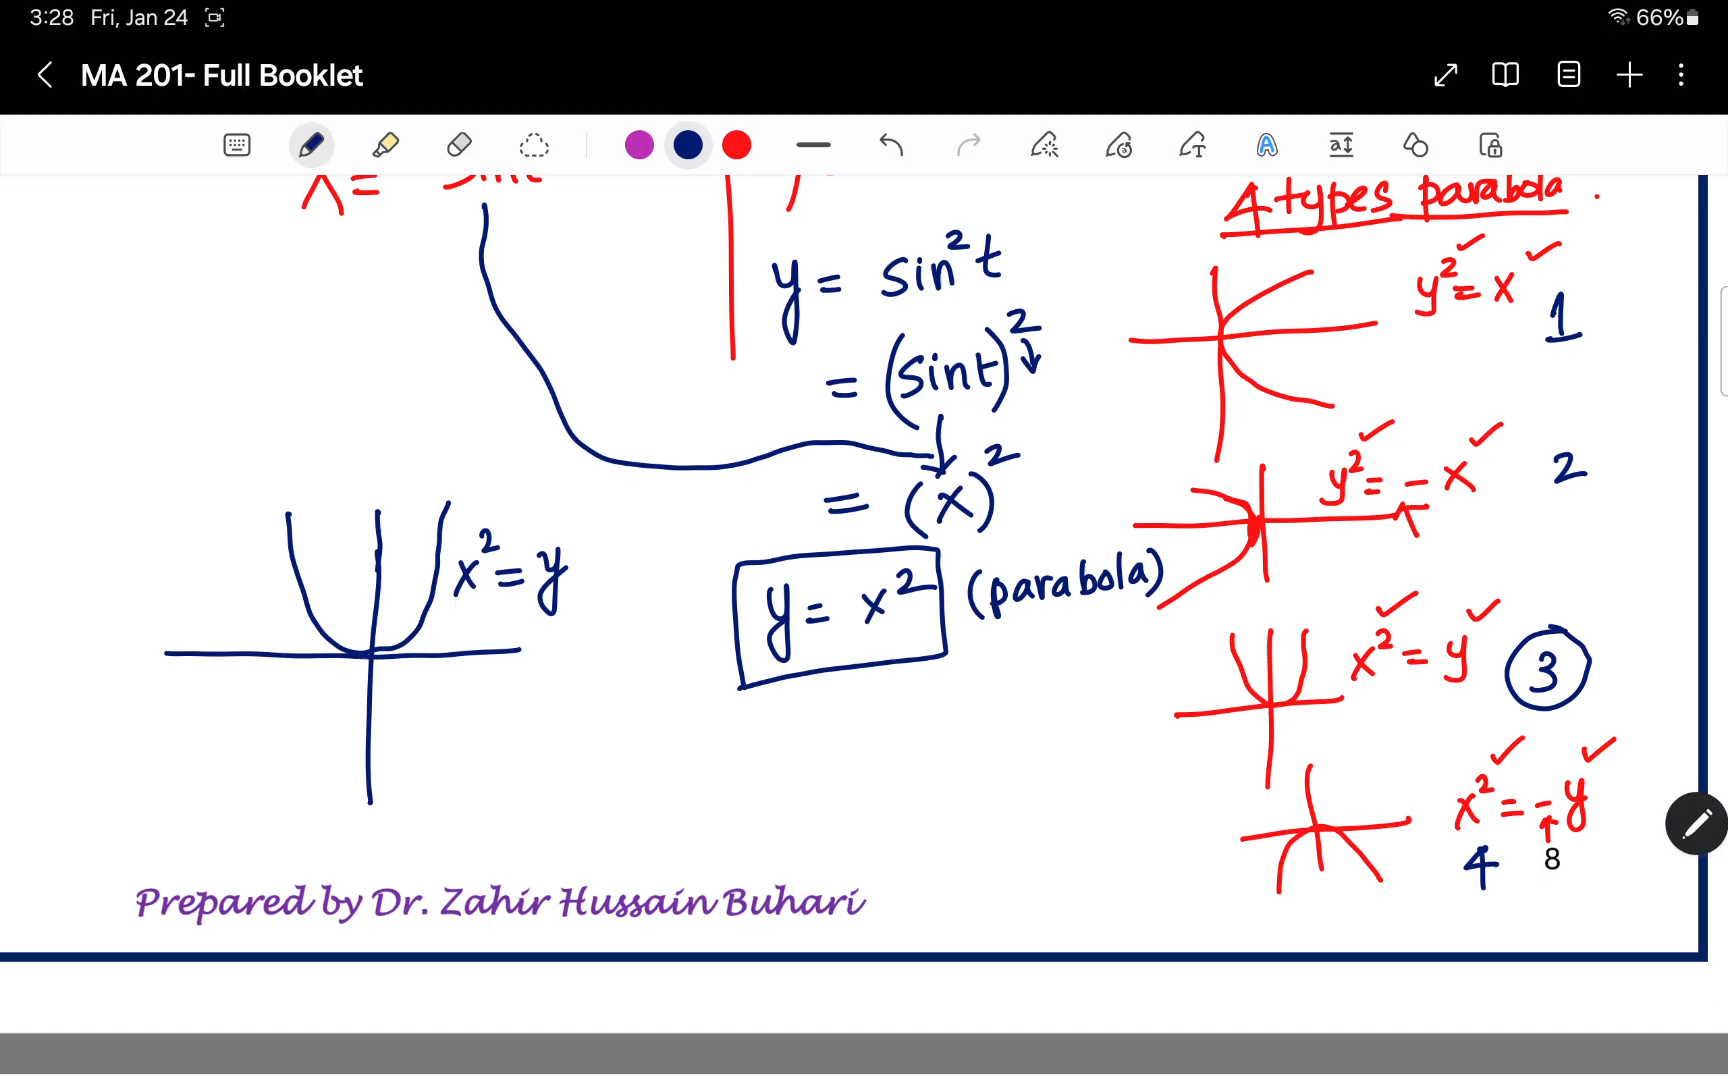 3:28 Fri, Jan 24 66%
MA 201- Full Booklet
x = sint
y = sin²t
= (sint)²
= (x)²
y = x² (parabola)
x² = y
4 types parabola .
y² = x 1
y² = - x 2
x² = y 3
x² = - y
4 8
Prepared by Dr. Zahir Hussain Buhari